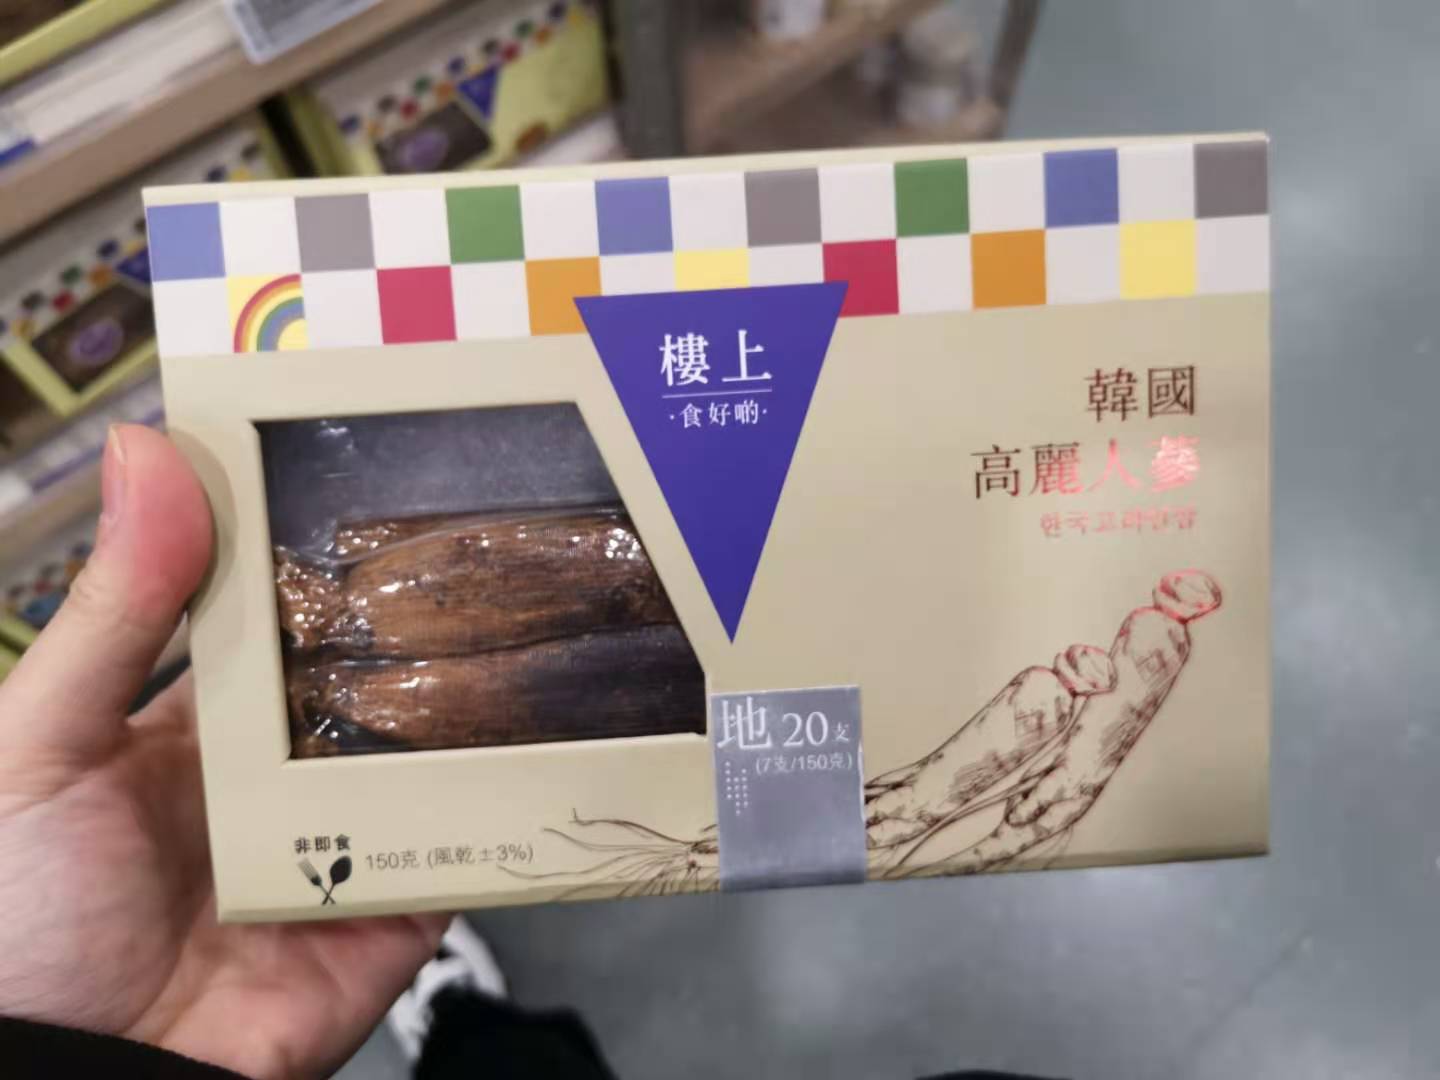 樓上
·食好啲·
韓國
高麗人蔘
한국고려인삼
地 20支
(7支/150克)
非即食
150克 (風乾±3%)